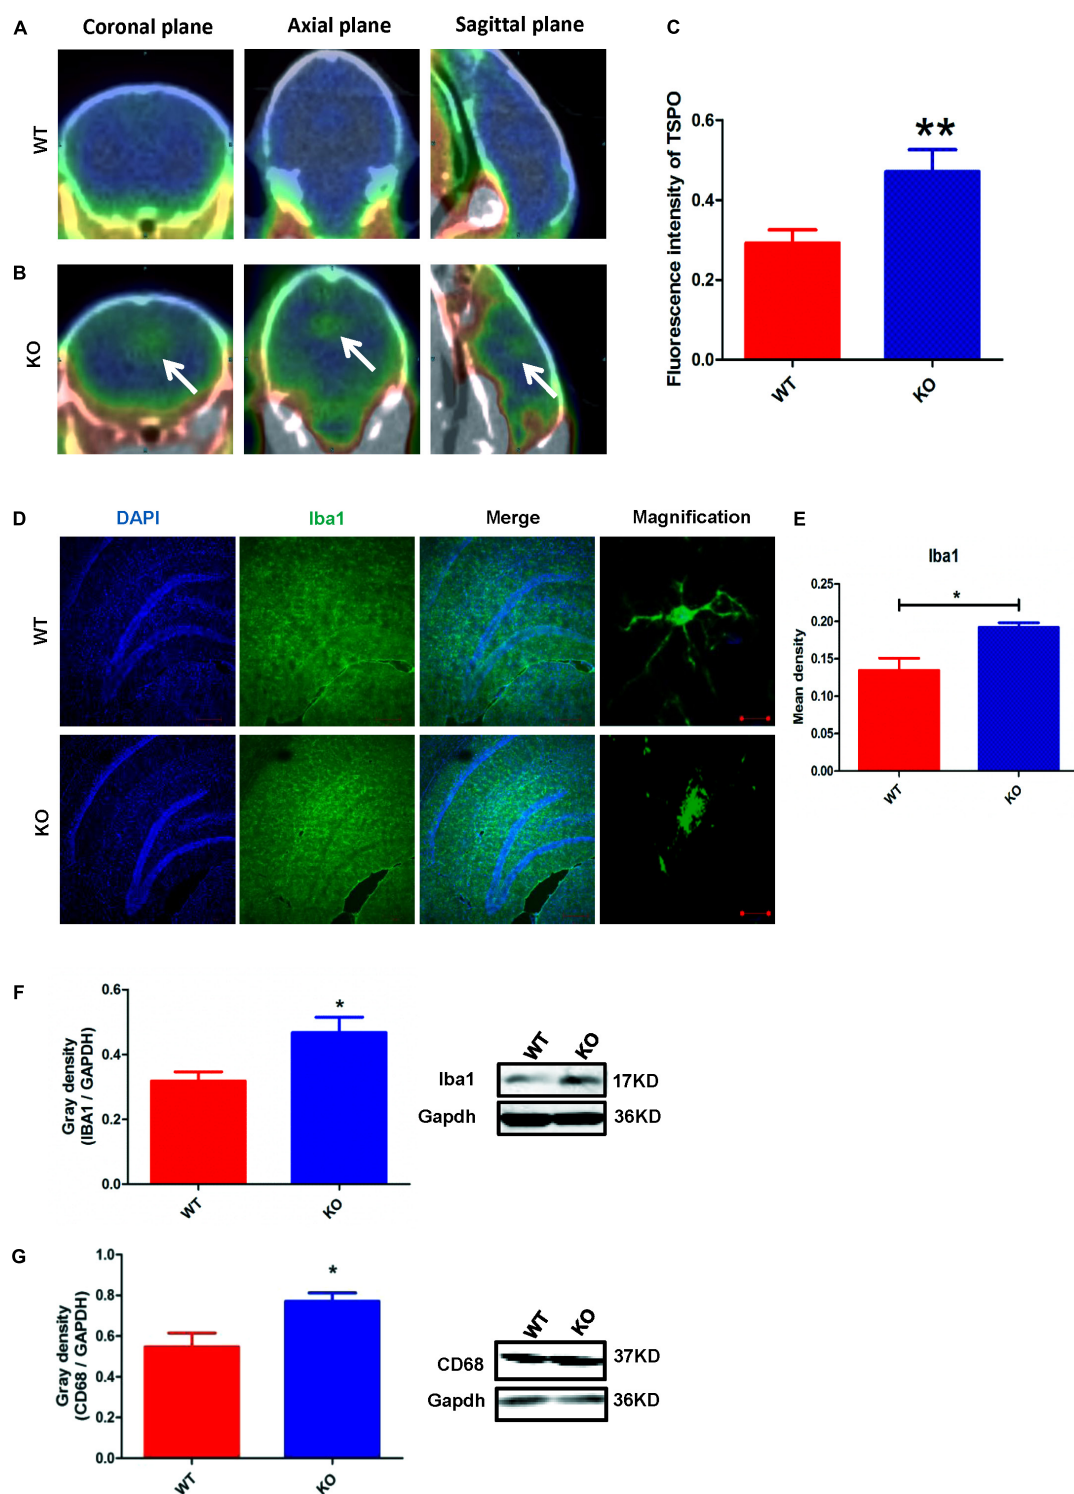 A
Coronal plane
Axial plane
Sagittal plane
WT
B
KO
C
Fluorescence intensity of TSPO
0.6
0.4
0.2
0.0
**
WT
KO
D
DAPI
Iba1
Merge
Magnification
WT
KO
E
Iba1
Mean density
0.25
0.20
0.15
0.10
0.05
0.00
*
WT
KO
F
Gray density
(IBA1 / GAPDH)
0.6
0.4
0.2
0.0
*
WT
KO
WT
KO
Iba1
17KD
Gapdh
36KD
G
Gray density
(CD68 / GAPDH)
1.0
0.8
0.6
0.4
0.2
0.0
*
WT
KO
WT
KO
CD68
37KD
Gapdh
36KD